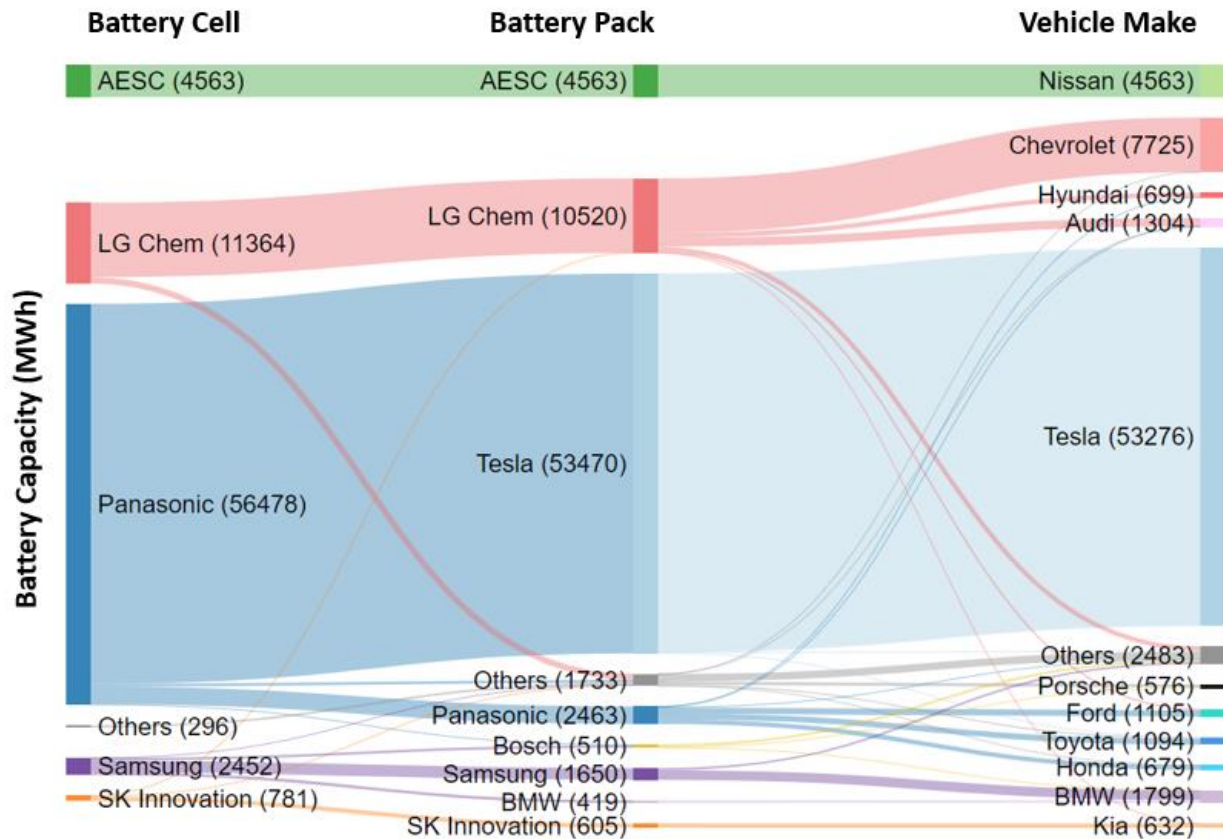 Battery Cell
Battery Pack
Vehicle Make
Battery Capacity (MWh)
AESC (4563)
LG Chem (11364)
Panasonic (56478)
Others (296)
Samsung (2452)
SK Innovation (781)
AESC (4563)
LG Chem (10520)
Tesla (53470)
Others (1733)
Panasonic (2463)
Bosch (510)
Samsung (1650)
BMW (419)
SK Innovation (605)
Nissan (4563)
Chevrolet (7725)
Hyundai (699)
Audi (1304)
Tesla (53276)
Others (2483)
Porsche (576)
Ford (1105)
Toyota (1094)
Honda (679)
BMW (1799)
Kia (632)